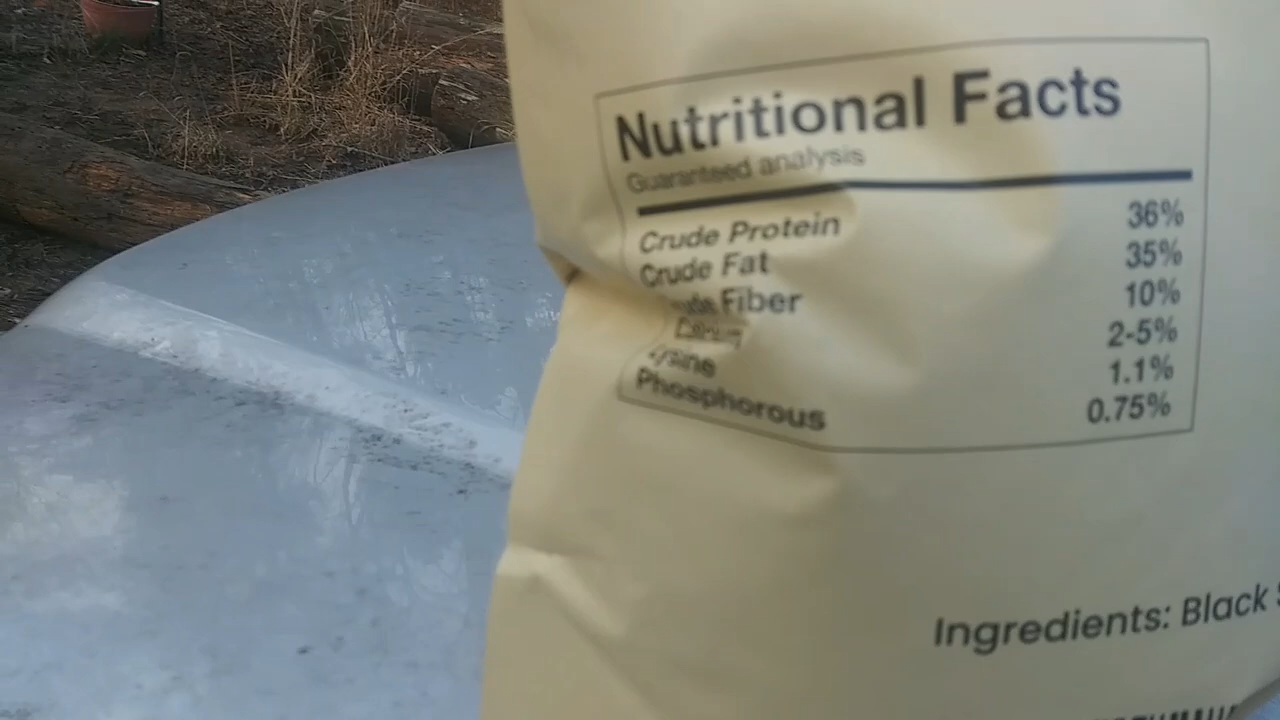 Nutritional Facts
Guaranteed analysis
Crude Protein 36%
Crude Fat 35%
Fiber 10%
2-5%
Lysine 1.1%
Phosphorous 0.75%
Ingredients: Black